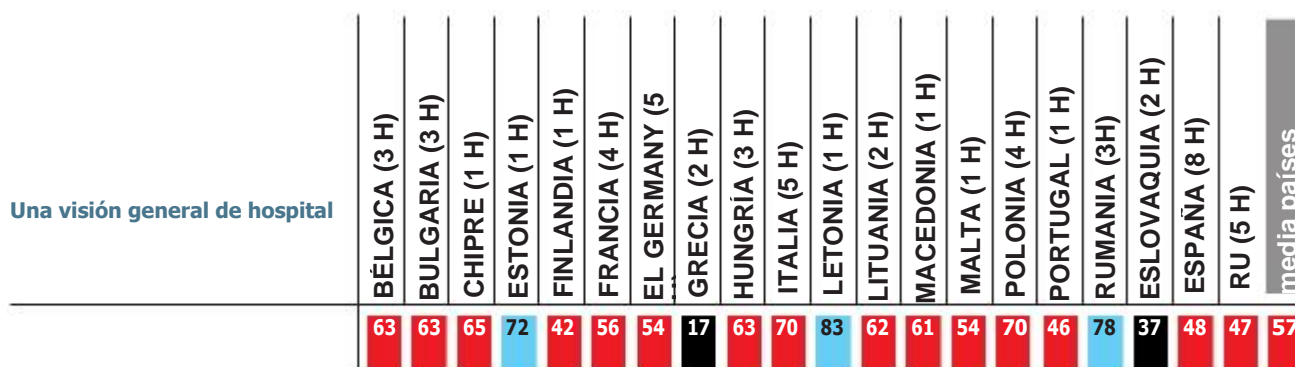 Una visión general de hospital
BÉLGICA (3 H)
BULGARIA (3 H)
CHIPRE (1 H)
ESTONIA (1 H)
FINLANDIA (1 H)
FRANCIA (4 H)
EL GERMANY (5
GRECIA (2 H)
HUNGRÍA (3 H)
ITALIA (5 H)
LETONIA (1 H)
LITUANIA (2 H)
MACEDONIA (1 H)
MALTA (1 H)
POLONIA (4 H)
PORTUGAL (1 H)
RUMANIA (3H)
ESLOVAQUIA (2 H)
ESPAÑA (8 H)
RU (5 H)
media países
63 63 65 72 42 56 54 17 63 70 83 62 61 54 70 46 78 37 48 47 57